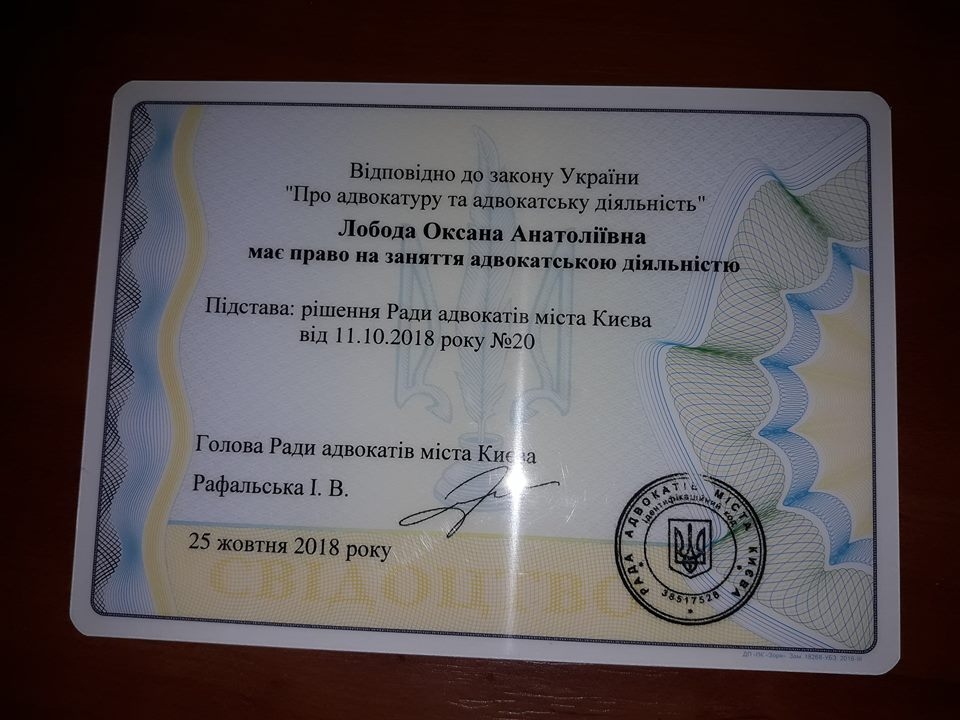 Відповідно до закону України
"Про адвокатуру та адвокатську діяльність"
Лобода Оксана Анатоліївна
має право на заняття адвокатською діяльністю
Підстава: рішення Ради адвокатів міста Києва
від 11.10.2018 року №20
Голова Ради адвокатів міста Києва
Рафальська І. В.
25 жовтня 2018 року
СВІДОЦТВО
РАДА АДВОКАТІВ МІСТА КИЄВА
Ідентифікаційний код
38517528